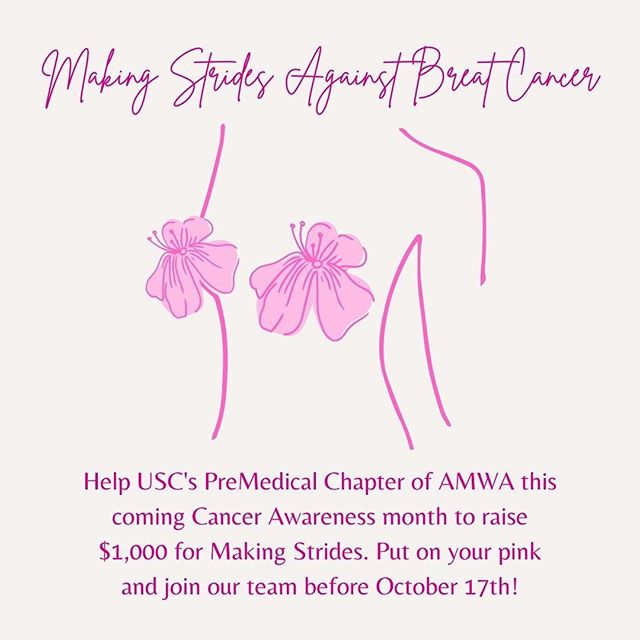 Making Strides Against Breat Cancer
Help USC's PreMedical Chapter of AMWA this
coming Cancer Awareness month to raise
$1,000 for Making Strides. Put on your pink
and join our team before October 17th!